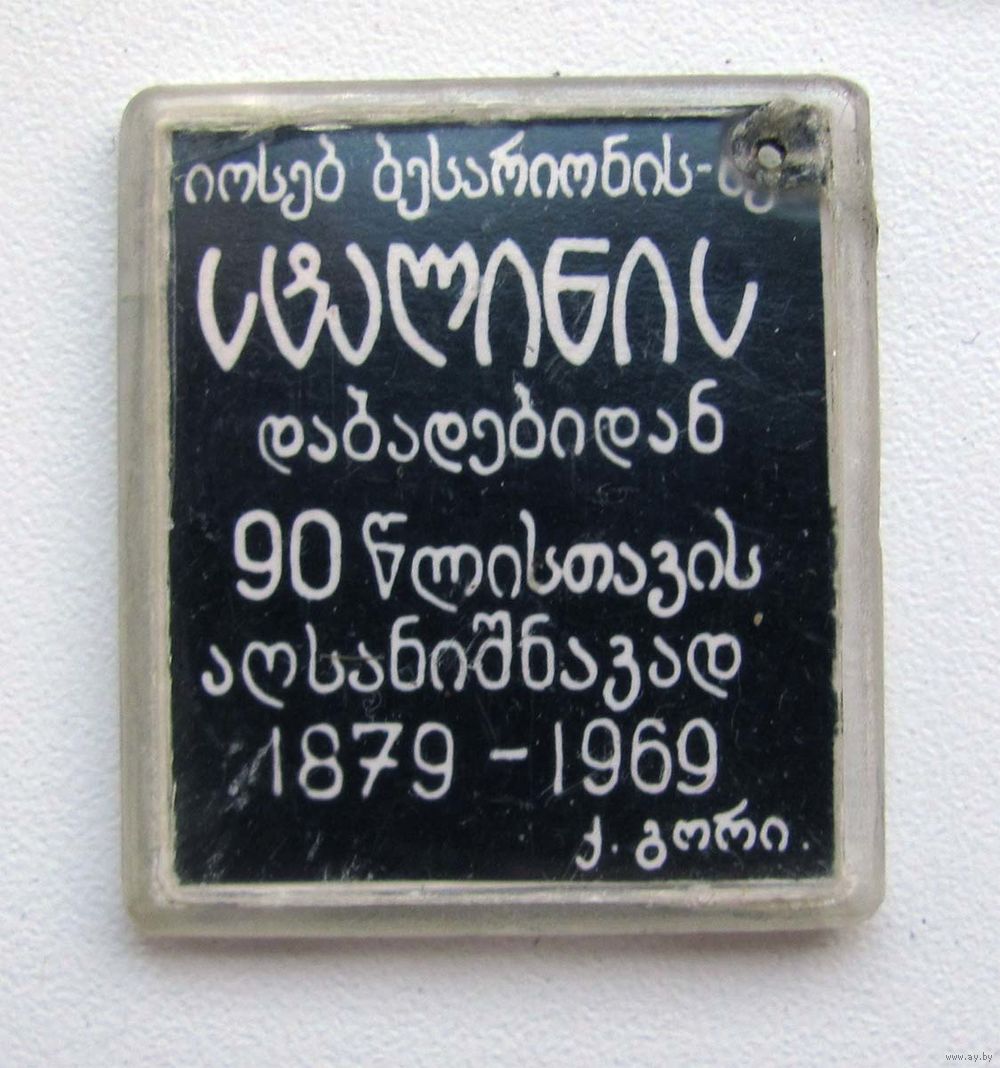 იოსებ ბესარიონის-ძე
სტალინის
დაბადებიდან
90 წლისთავის
აღსანიშნავად
1879 - 1969
ქ. გორი.
www.ay.by